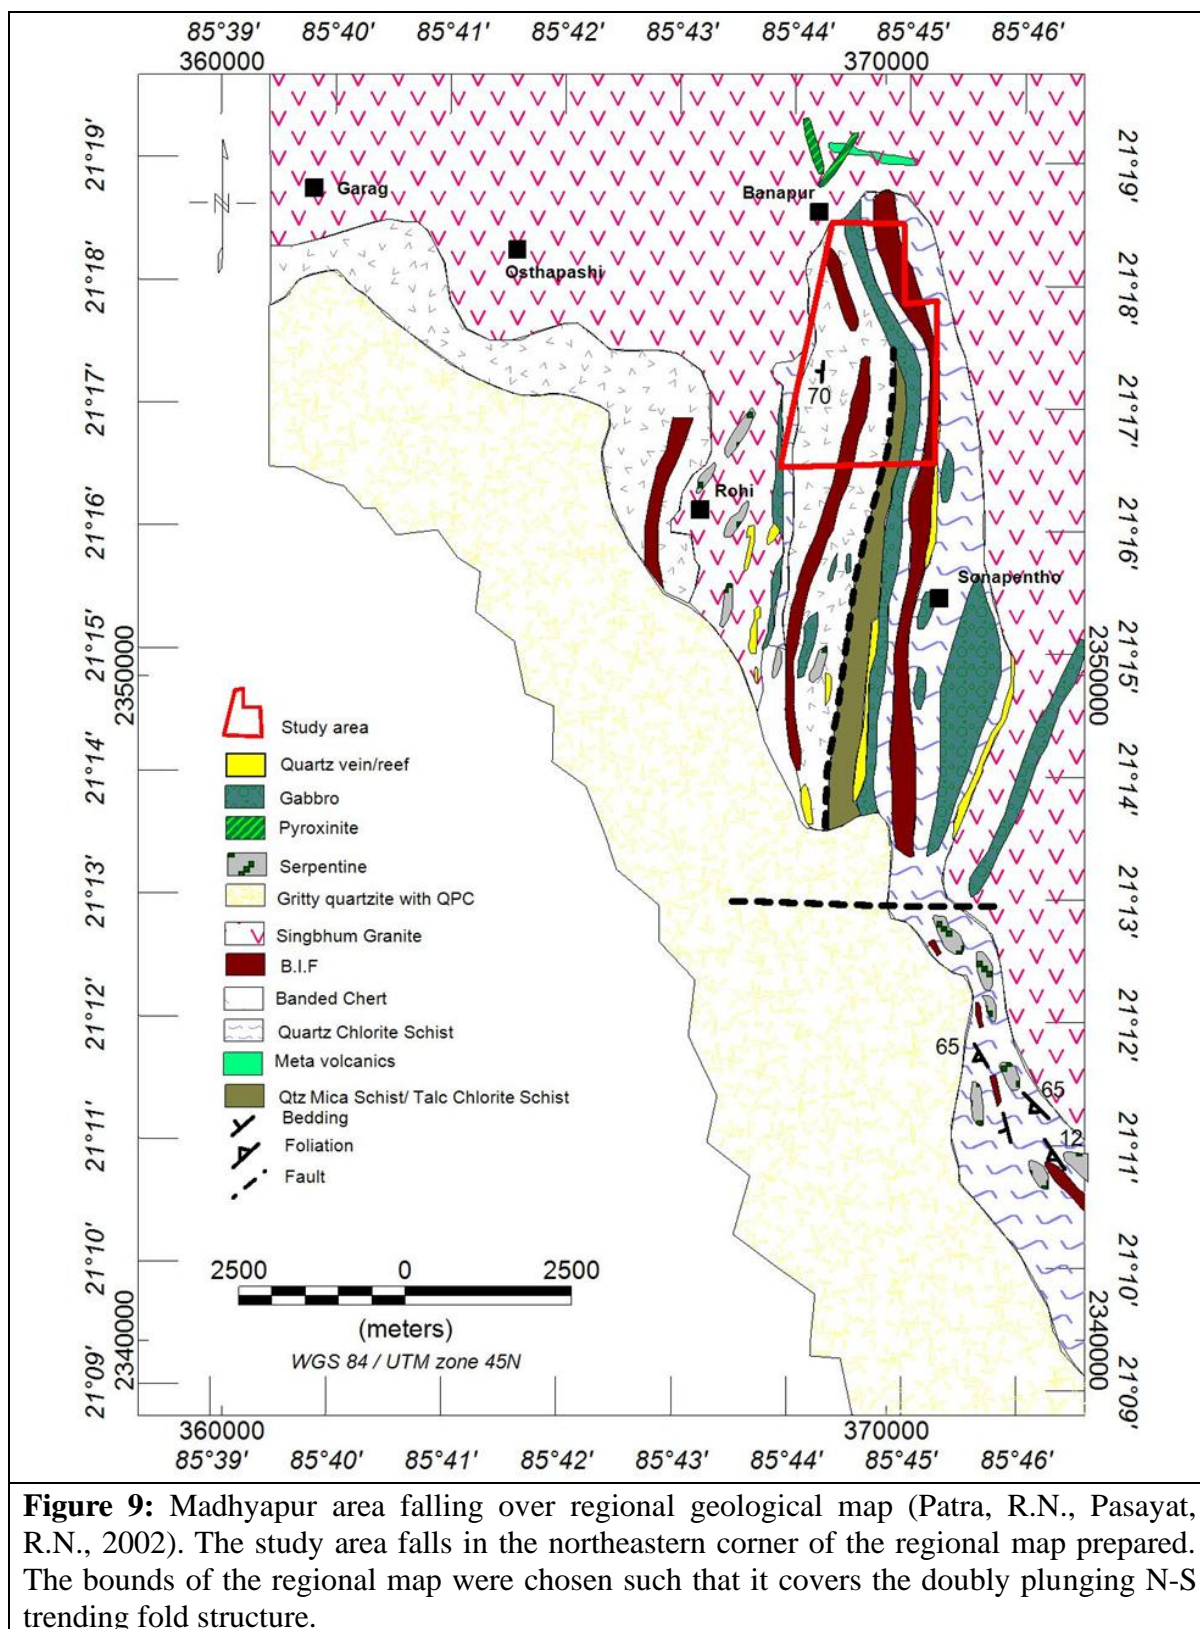 85°39' 85°40' 85°41' 85°42' 85°43' 85°44' 85°45' 85°46'
360000 370000
21°19' 21°19'
Garag
Banapur
Osthapashi
21°18' 21°18'
21°17' 21°17'
70
Rohi
21°16' 21°16'
Sonapentho
21°15' 21°15'
2350000 2350000
Study area
Quartz vein/reef
21°14' 21°14'
Gabbro
Pyroxinite
Serpentine
21°13' 21°13'
Gritty quartzite with QPC
Singbhum Granite
B.I.F
21°12' 21°12'
Banded Chert
Quartz Chlorite Schist
65
Meta volcanics
65
Qtz Mica Schist/ Talc Chlorite Schist
Bedding
21°11' 21°11'
12
Foliation
Fault
21°10' 21°10'
2500 0 2500
(meters)
2340000 2340000
WGS 84 / UTM zone 45N
21°09' 21°09'
360000 370000
85°39' 85°40' 85°41' 85°42' 85°43' 85°44' 85°45' 85°46'
Figure 9: Madhyapur area falling over regional geological map (Patra, R.N., Pasayat,
R.N., 2002). The study area falls in the northeastern corner of the regional map prepared.
The bounds of the regional map were chosen such that it covers the doubly plunging N-S
trending fold structure.